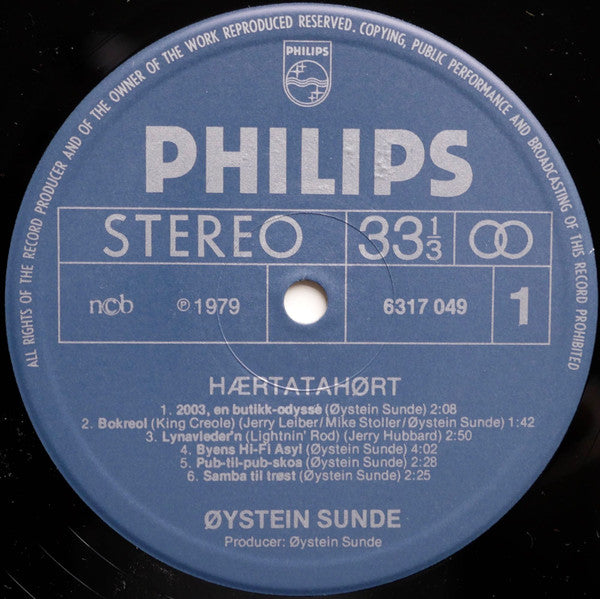 ALL RIGHTS OF THE RECORD PRODUCER AND OF THE OWNER OF THE WORK REPRODUCED RESERVED. COPYING, PUBLIC PERFORMANCE AND BROADCASTING OF THIS RECORD PROHIBITED
PHILIPS
PHILIPS
STEREO 33 1/3
ncb ℗ 1979 6317 049 1
HÆRTATAHØRT
1. 2003, en butikk-odyssé (Øystein Sunde) 2:08
2. Bokreol (King Creole) (Jerry Leiber/Mike Stoller/Øystein Sunde) 1:42
3. Lynavleder'n (Lightnin' Rod) (Jerry Hubbard) 2:50
4. Byens Hi-Fi Asyl (Øystein Sunde) 4:02
5. Pub-til-pub-skoa (Øystein Sunde) 2:28
6. Samba til trøst (Øystein Sunde) 2:25
ØYSTEIN SUNDE
Producer: Øystein Sunde